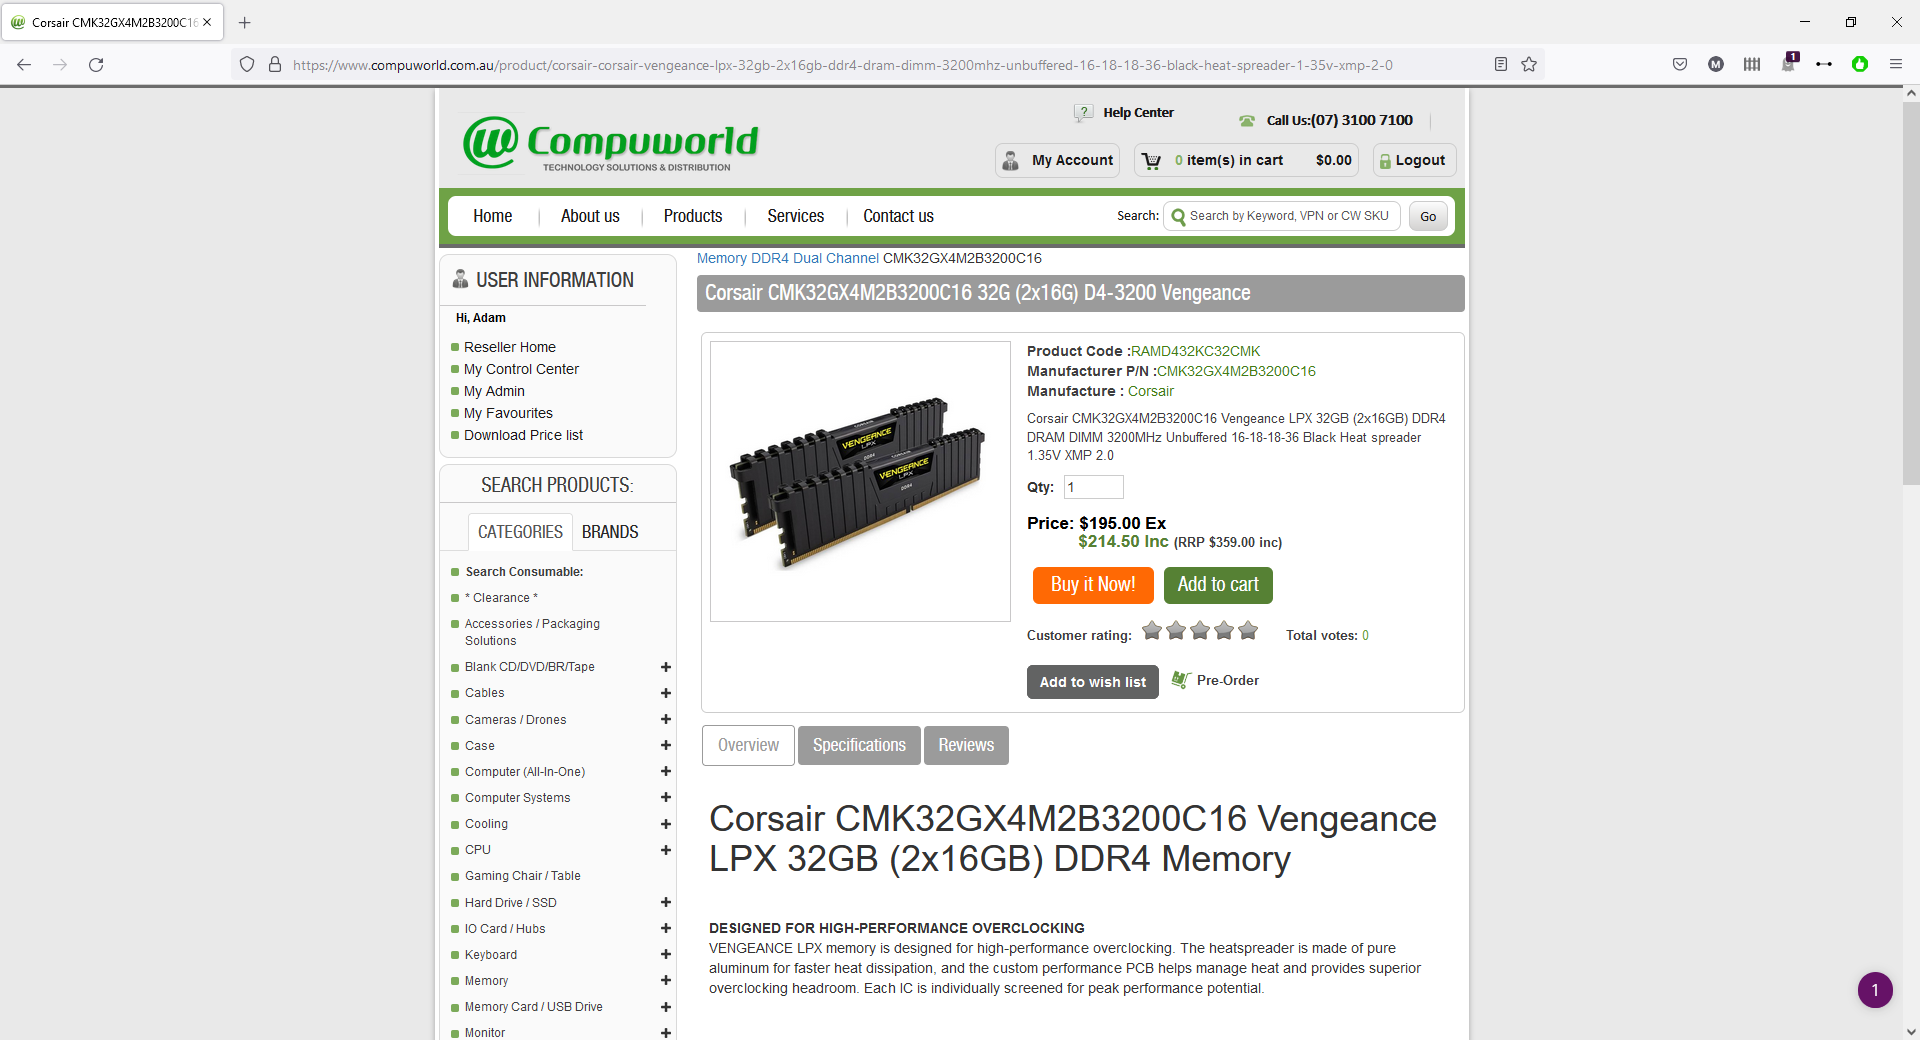 Corsair CMK32GX4M2B3200C16
https://www.compuworld.com.au/product/corsair-corsair-vengeance-lpx-32gb-2x16gb-ddr4-dram-dimm-3200mhz-unbuffered-16-18-18-36-black-heat-spreader-1-35v-xmp-2-0
M
1
Compuworld
TECHNOLOGY SOLUTIONS & DISTRIBUTION
? Help Center
Call Us:(07) 3100 7100
My Account
0 item(s) in cart $0.00
Logout
Home
About us
Products
Services
Contact us
Search:
Search by Keyword, VPN or CW SKU
Go
USER INFORMATION
Hi, Adam
Reseller Home
My Control Center
My Admin
My Favourites
Download Price list
SEARCH PRODUCTS:
CATEGORIES BRANDS
Search Consumable:
* Clearance *
Accessories / Packaging
Solutions
Blank CD/DVD/BR/Tape
Cables
Cameras / Drones
Case
Computer (All-In-One)
Computer Systems
Cooling
CPU
Gaming Chair / Table
Hard Drive / SSD
IO Card / Hubs
Keyboard
Memory
Memory Card / USB Drive
Monitor
Memory DDR4 Dual Channel CMK32GX4M2B3200C16
Corsair CMK32GX4M2B3200C16 32G (2x16G) D4-3200 Vengeance
VENGEANCE
LPX
DDR4
VENGEANCE
LPX
DDR4
Product Code :RAMD432KC32CMK
Manufacturer P/N :CMK32GX4M2B3200C16
Manufacture : Corsair
Corsair CMK32GX4M2B3200C16 Vengeance LPX 32GB (2x16GB) DDR4
DRAM DIMM 3200MHz Unbuffered 16-18-18-36 Black Heat spreader
1.35V XMP 2.0
Qty: 1
Price: $195.00 Ex
$214.50 Inc (RRP $359.00 inc)
Buy it Now!
Add to cart
Customer rating:
Total votes: 0
Add to wish list
Pre-Order
Overview
Specifications
Reviews
Corsair CMK32GX4M2B3200C16 Vengeance
LPX 32GB (2x16GB) DDR4 Memory
DESIGNED FOR HIGH-PERFORMANCE OVERCLOCKING
VENGEANCE LPX memory is designed for high-performance overclocking. The heatspreader is made of pure
aluminum for faster heat dissipation, and the custom performance PCB helps manage heat and provides superior
overclocking headroom. Each IC is individually screened for peak performance potential.
1